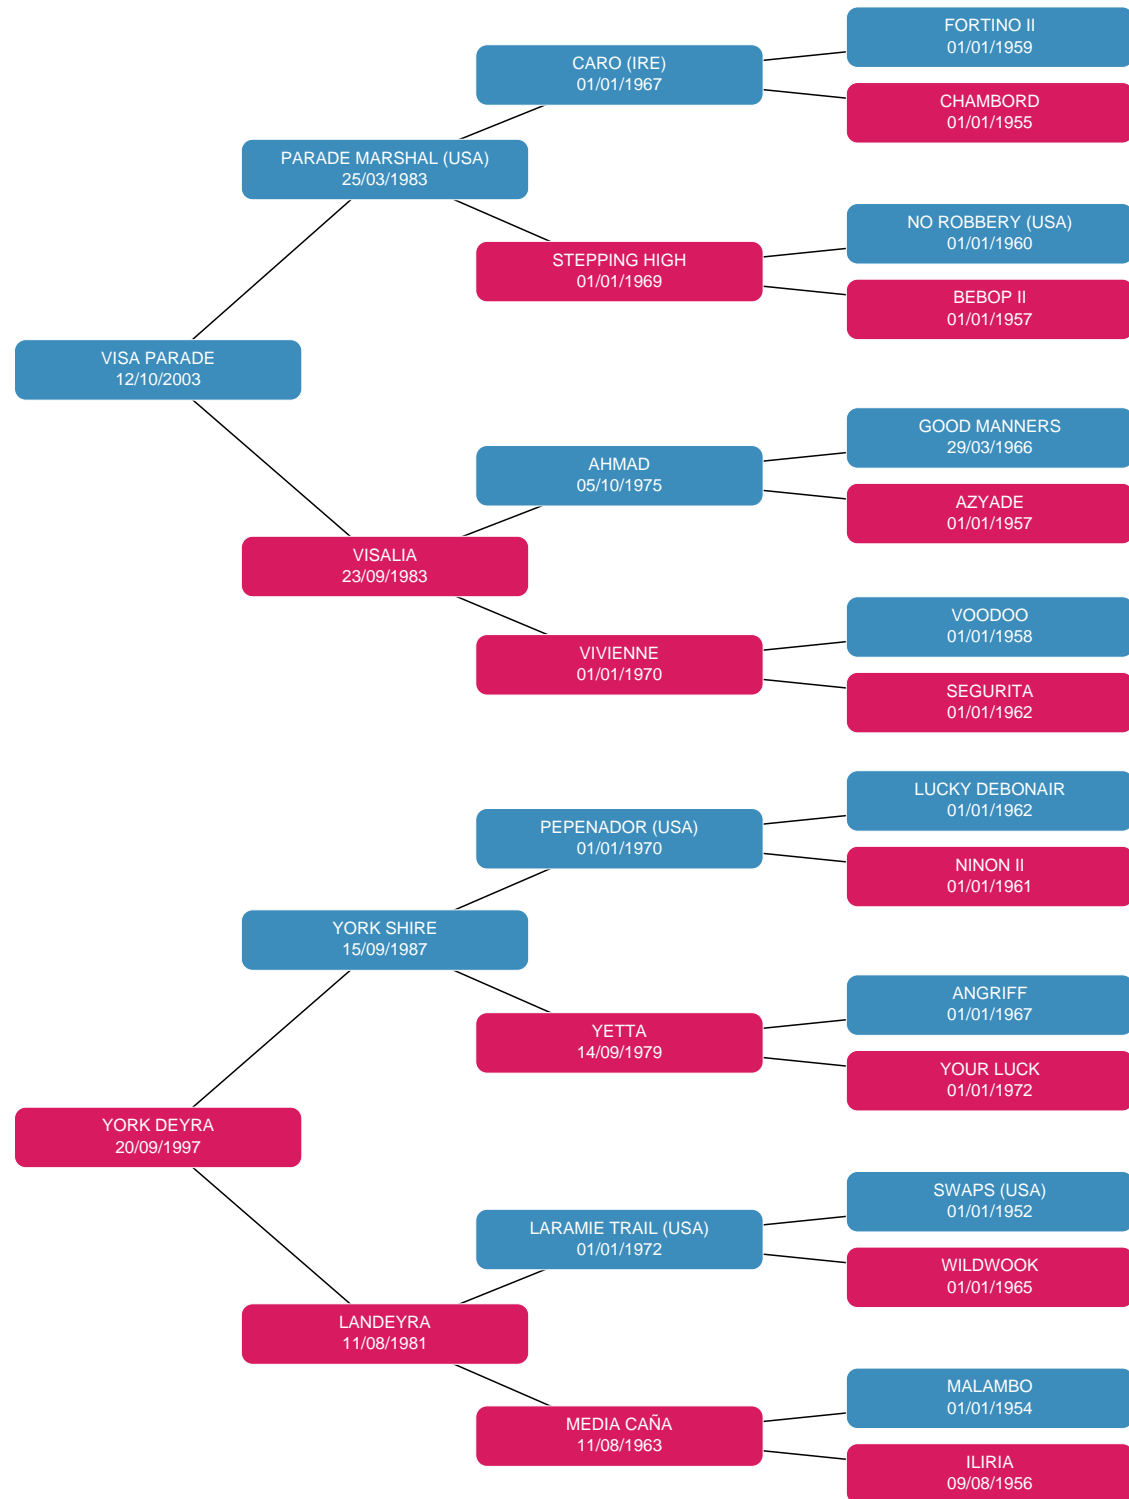 FORTINO II
01/01/1959
CARO (IRE)
01/01/1967
CHAMBORD
01/01/1955
PARADE MARSHAL (USA)
25/03/1983
NO ROBBERY (USA)
01/01/1960
STEPPING HIGH
01/01/1969
BEBOP II
01/01/1957
VISA PARADE
12/10/2003
GOOD MANNERS
29/03/1966
AHMAD
05/10/1975
AZYADE
01/01/1957
VISALIA
23/09/1983
VOODOO
01/01/1958
VIVIENNE
01/01/1970
SEGURITA
01/01/1962
LUCKY DEBONAIR
01/01/1962
PEPENADOR (USA)
01/01/1970
NINON II
01/01/1961
YORK SHIRE
15/09/1987
ANGRIFF
01/01/1967
YETTA
14/09/1979
YOUR LUCK
01/01/1972
YORK DEYRA
20/09/1997
SWAPS (USA)
01/01/1952
LARAMIE TRAIL (USA)
01/01/1972
WILDWOOK
01/01/1965
LANDEYRA
11/08/1981
MALAMBO
01/01/1954
MEDIA CAÑA
11/08/1963
ILIRIA
09/08/1956